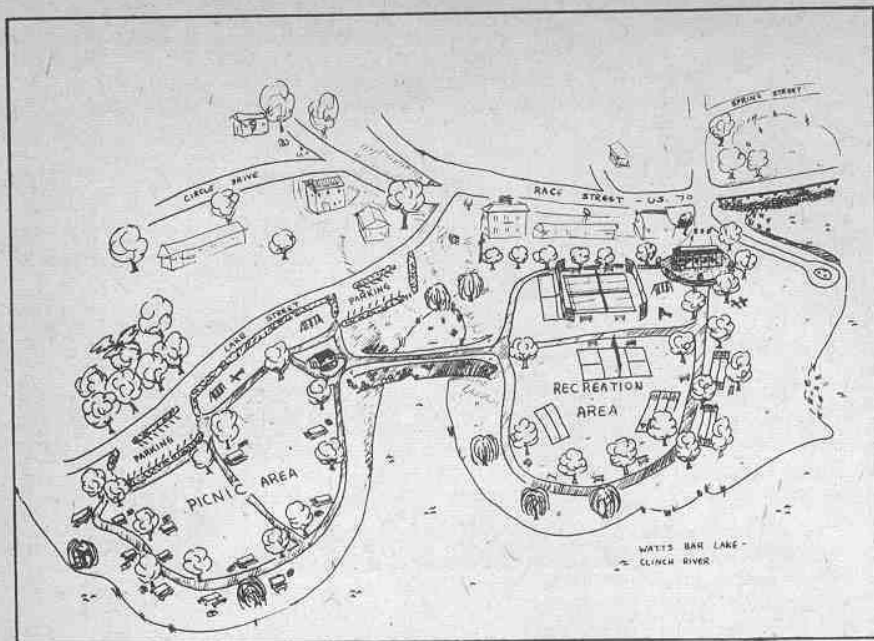 SPRING STREET
CIRCLE DRIVE
RACE STREET - U.S. 70
PARKING
LAKE STREET
RECREATION
AREA
PARKING
PICNIC AREA
WATTS BAR LAKE -
CLINCH RIVER